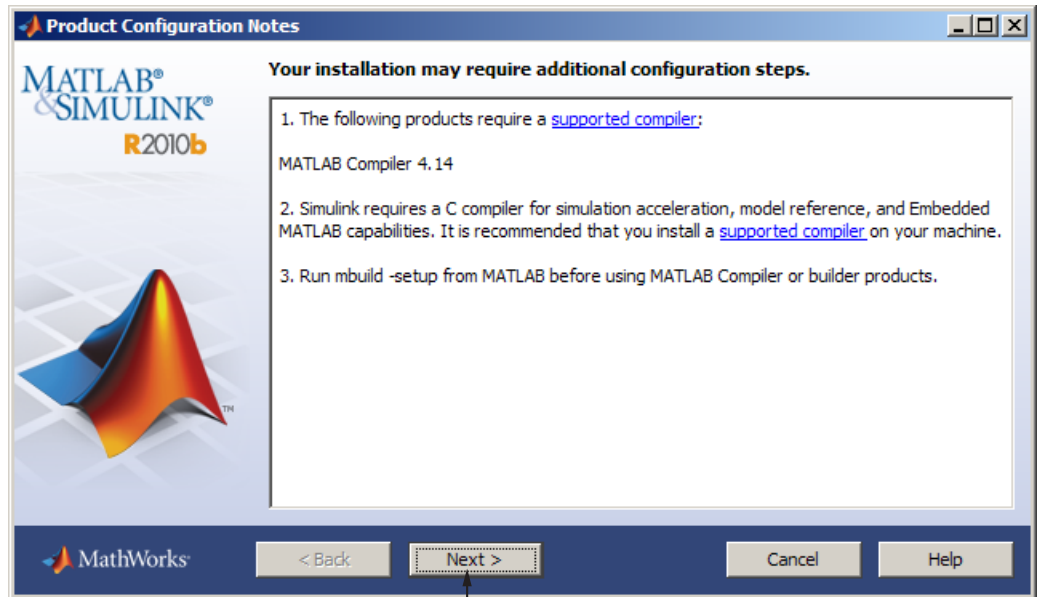 Product Configuration Notes
MATLAB®
&SIMULINK®
R2010b
TM
Your installation may require additional configuration steps.
1. The following products require a supported compiler:
MATLAB Compiler 4.14
2. Simulink requires a C compiler for simulation acceleration, model reference, and Embedded
MATLAB capabilities. It is recommended that you install a supported compiler on your machine.
3. Run mbuild -setup from MATLAB before using MATLAB Compiler or builder products.
MathWorks
< Back
Next >
Cancel
Help